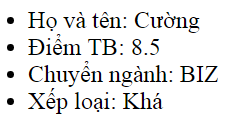 • Họ và tên: Cường
• Điểm TB: 8.5
• Chuyển ngành: BIZ
• Xếp loại: Khá